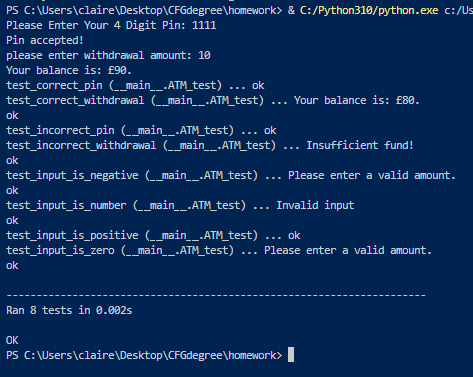 PS C:\Users\claire\Desktop\CFGdegree\homework> & C:/Python310/python.exe c:/Us
Please Enter Your 4 Digit Pin: 1111
Pin accepted!
please enter withdrawal amount: 10
Your balance is: £90.
test_correct_pin (__main__.ATM_test) ... ok
test_correct_withdrawal (__main__.ATM_test) ... Your balance is: £80.
ok
test_incorrect_pin (__main__.ATM_test) ... ok
test_incorrect_withdrawal (__main__.ATM_test) ... Insufficient fund!
ok
test_input_is_negative (__main__.ATM_test) ... Please enter a valid amount.
ok
test_input_is_number (__main__.ATM_test) ... Invalid input
ok
test_input_is_positive (__main__.ATM_test) ... ok
test_input_is_zero (__main__.ATM_test) ... Please enter a valid amount.
ok
----------------------------------------------------------------------
Ran 8 tests in 0.002s
OK
PS C:\Users\claire\Desktop\CFGdegree\homework>